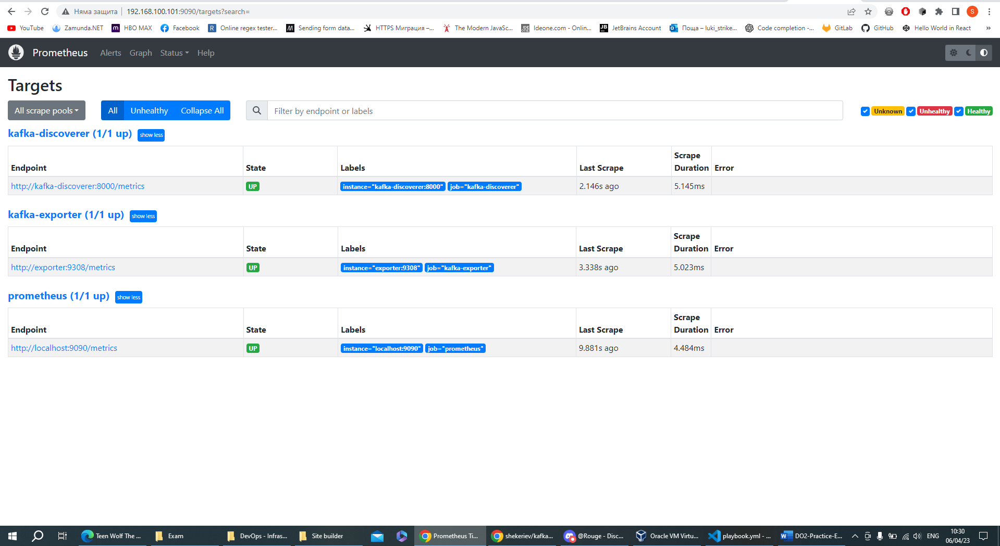 Няма защита
192.168.100.101:9090/targets?search=
S
YouTube
Zamunda.NET
HBO MAX
Facebook
Online regex tester...
Sending form data...
HTTPS Миграция –...
The Modern JavaSc...
Ideone.com - Onlin...
JetBrains Account
Поща – luki_strike...
Code completion -...
GitLab
GitHub
Hello World in React
»
Prometheus Alerts Graph Status Help
Targets
All scrape pools
All Unhealthy Collapse All
Filter by endpoint or labels
Unknown Unhealthy Healthy
kafka-discoverer (1/1 up) show less
Endpoint State Labels Last Scrape Scrape Duration Error
http://kafka-discoverer:8000/metrics UP instance="kafka-discoverer:8000" job="kafka-discoverer" 2.146s ago 5.145ms
kafka-exporter (1/1 up) show less
Endpoint State Labels Last Scrape Scrape Duration Error
http://exporter:9308/metrics UP instance="exporter:9308" job="kafka-exporter" 3.338s ago 5.023ms
prometheus (1/1 up) show less
Endpoint State Labels Last Scrape Scrape Duration Error
http://localhost:9090/metrics UP instance="localhost:9090" job="prometheus" 9.881s ago 4.484ms
Teen Wolf The ...
Exam
DevOps - Infras...
Site builder
Prometheus Ti...
shekeriev/kafka...
@Rouge - Disc...
Oracle VM Virtu...
playbook.yml - ...
DO2-Practice-E...
ENG
10:30
06/04/23